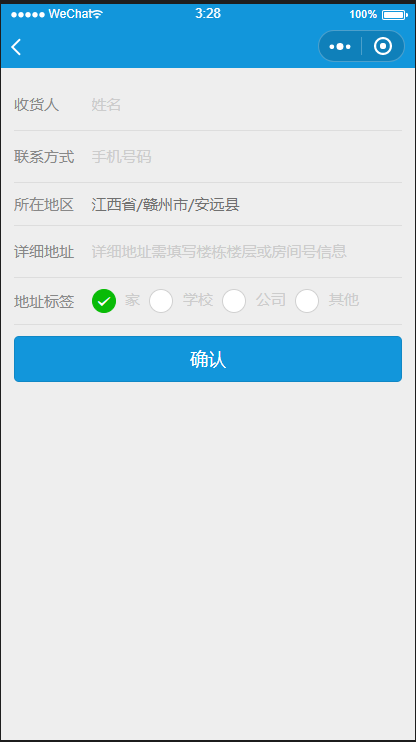 WeChat 3:28 100%
收货人 姓名
联系方式 手机号码
所在地区 江西省/赣州市/安远县
详细地址 详细地址需填写楼栋楼层或房间号信息
地址标签 家 学校 公司 其他
确认